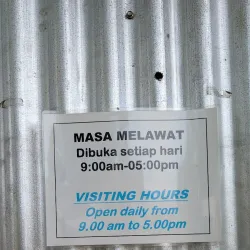 MASA MELAWAT
Dibuka setiap hari
9:00am-05:00pm
VISITING HOURS
Open daily from
9.00 am to 5.00pm